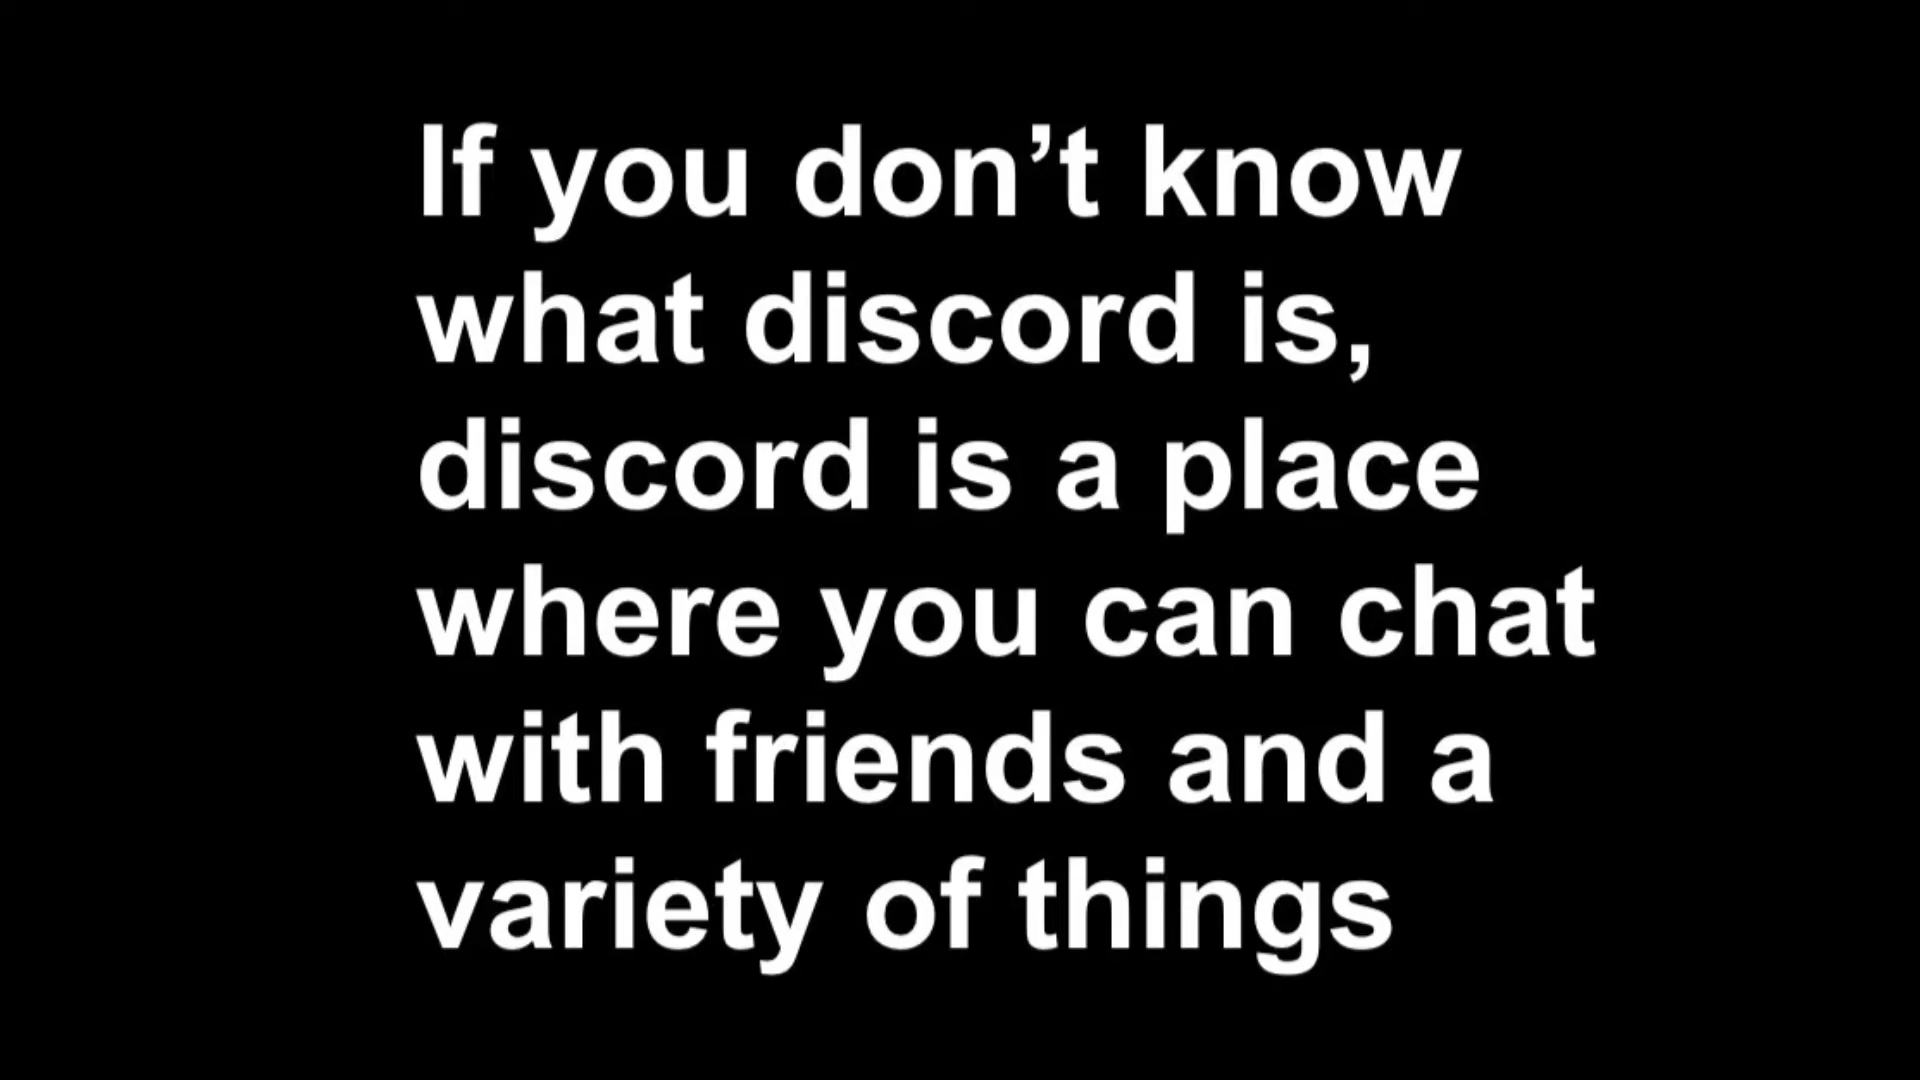 If you don’t know
what discord is,
discord is a place
where you can chat
with friends and a
variety of things